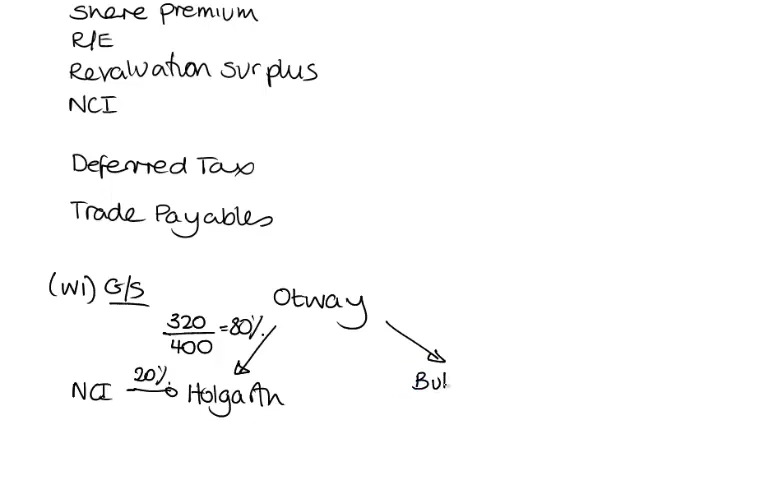 Share premium
R/E
Revaluation surplus
NCI
Deferred Tax
Trade Payables
(W1) G/S
Otway
320
400
=80%
NCI 20% Holgarth
Bul